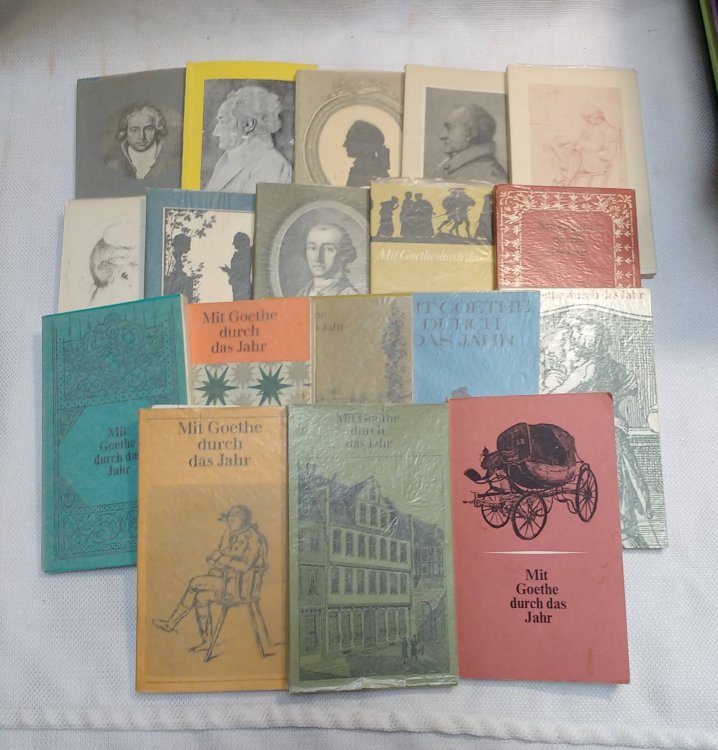 Mit Goethe durch d
Mit Goethe
durch
das Jahr
Jahr
MIT GOETHE
DURCH
DAS JAHR
Goethe durch das Jahr
Mit
Goethe
durch das
Jahr
Mit Goethe
durch
das Jahr
Mit Goethe
durch
das Jahr
Mit
Goethe
durch das
Jahr